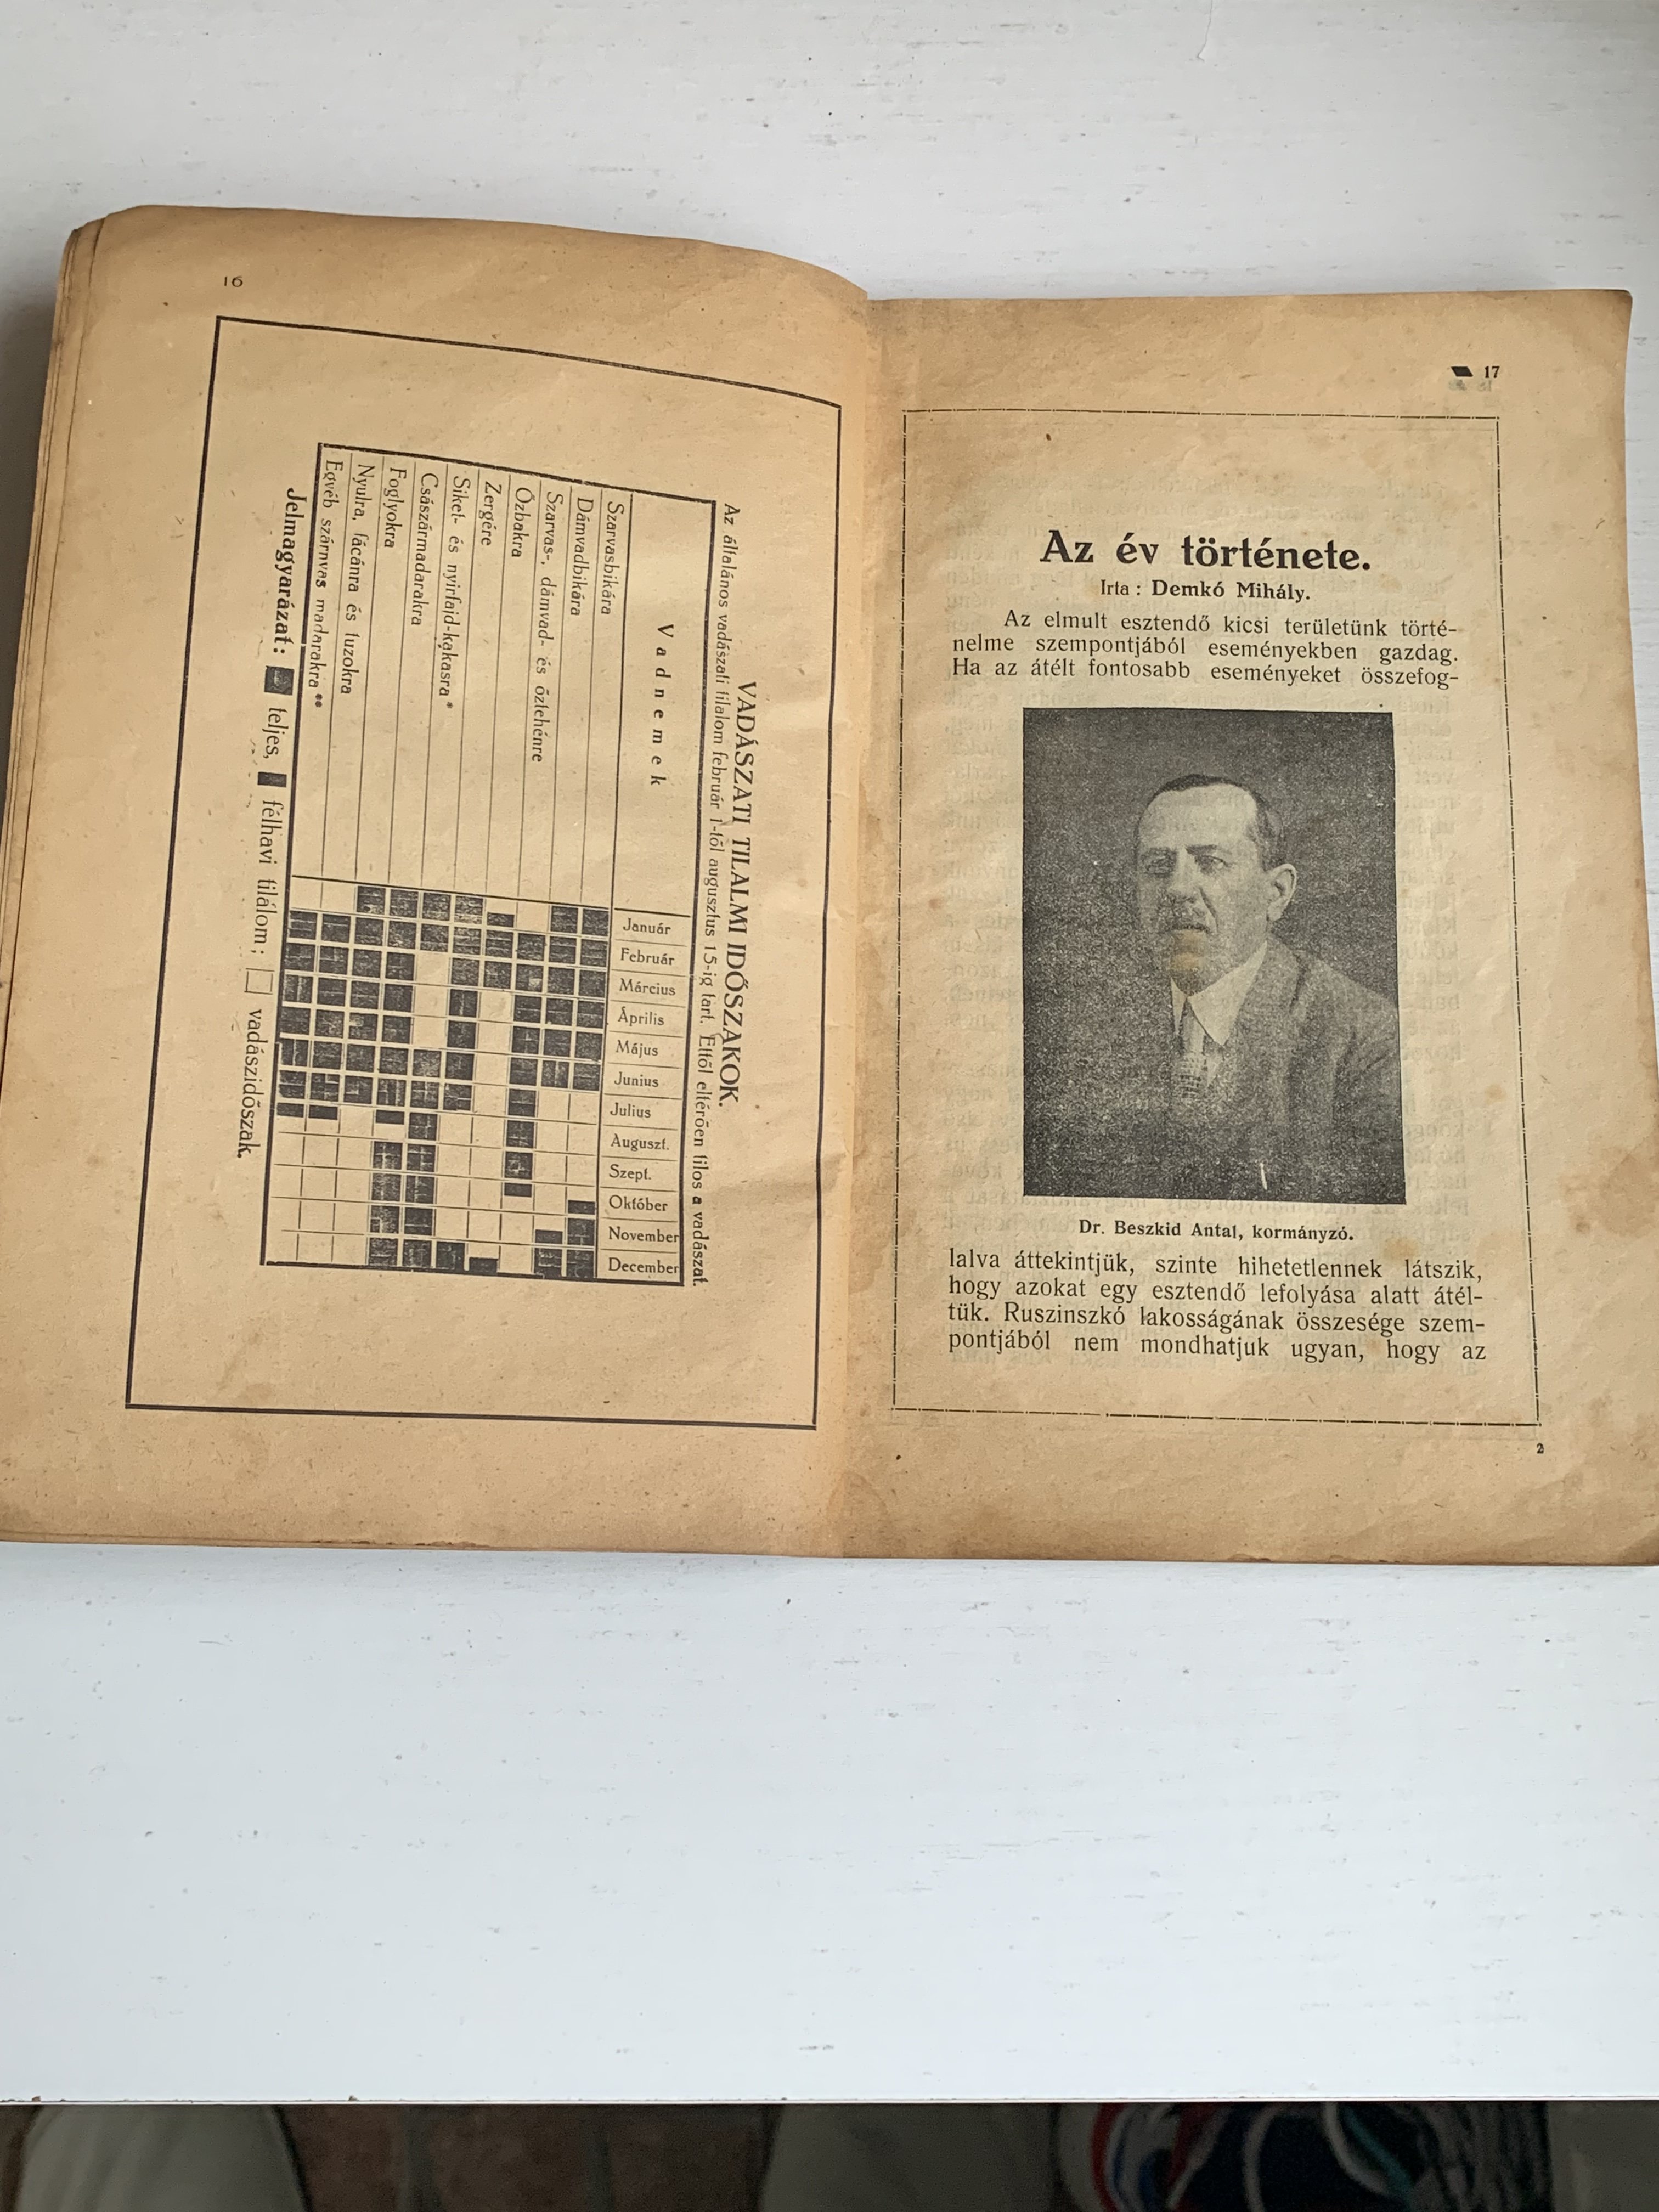 16
VADÁSZATI TILALMI IDŐSZAKOK.
Az általános vadászati tilalom február 1-től augusztus 15-ig tart. Ettől eltérően tilos a vadászat.
Vadnemek
Január
Február
Március
Április
Május
Junius
Julius
Auguszt.
Szept.
Október
November
December
Szarvasbikára
Dámvadbikára
Szarvas-, dámvad- és őztehénre
Őzbakra
Zergére
Siket- és nyirfajd-kakasra *
Császármadarakra
Foglyokra
Nyulra, fácánra és tuzokra
Egyéb szárnyas madarakra **
Jelmagyarázat: teljes, félhavi tilálom; vadászidőszak.
17
Az év története.
Irta : Demkó Mihály.
Az elmult esztendő kicsi területünk törté-
nelme szempontjából eseményekben gazdag.
Ha az átélt fontosabb eseményeket összefog-
Dr. Beszkid Antal, kormányzó.
lalva áttekintjük, szinte hihetetlennek látszik,
hogy azokat egy esztendő lefolyása alatt átél-
tük. Ruszinszkó lakosságának összesége szem-
pontjából nem mondhatjuk ugyan, hogy az
2